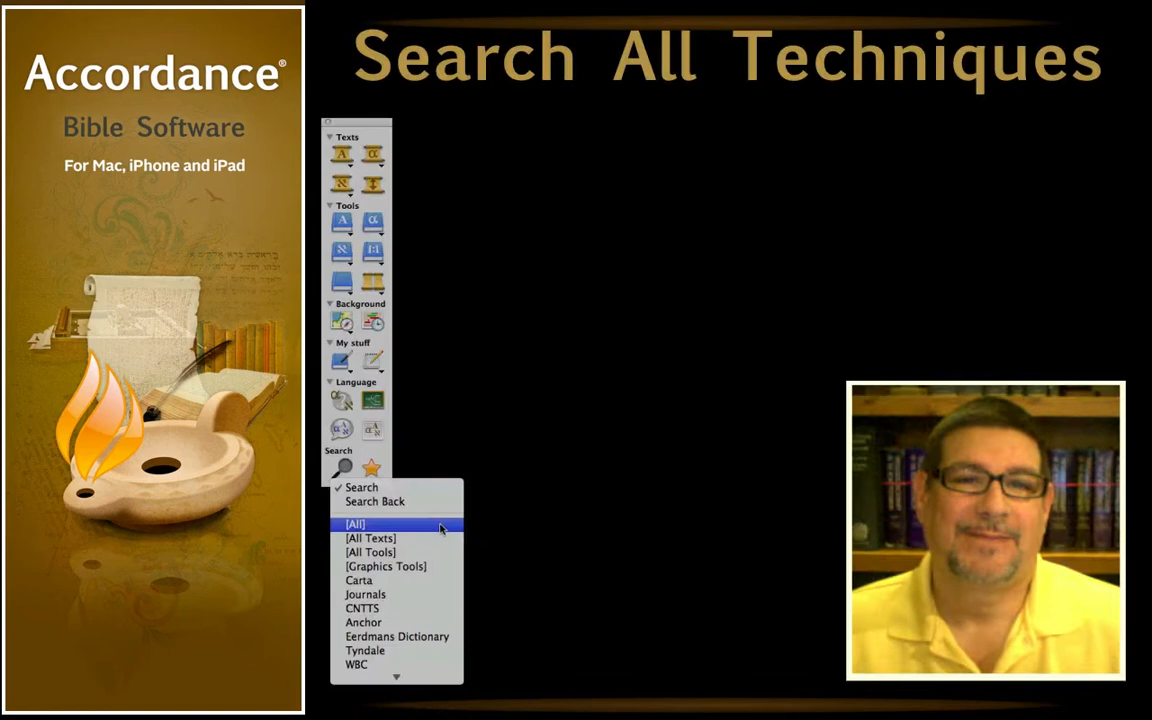 Accordance®
Bible Software
For Mac, iPhone and iPad
Search All Techniques
Texts
Tools
Background
My stuff
Language
Search
✓ Search
Search Back
[All]
[All Texts]
[All Tools]
[Graphics Tools]
Carta
Journals
CNTTS
Anchor
Eerdmans Dictionary
Tyndale
WBC